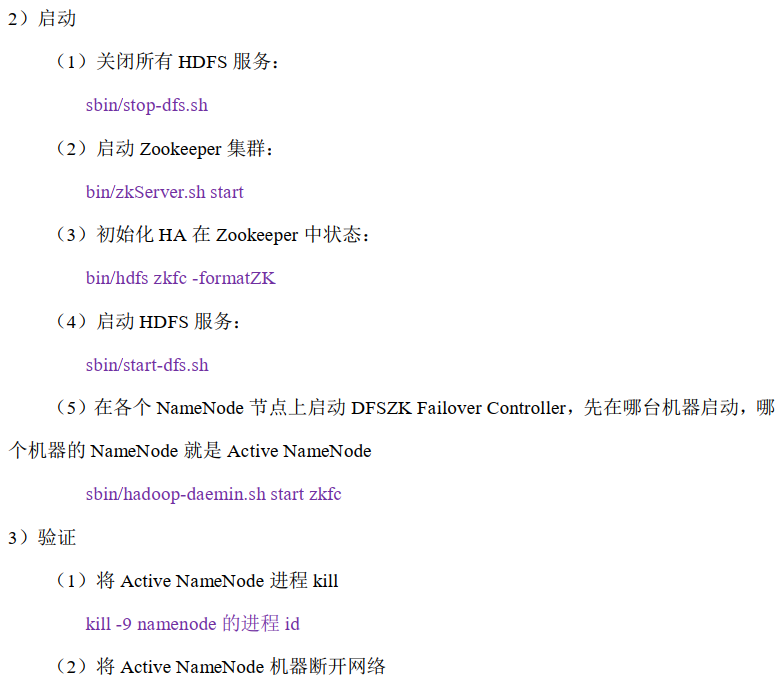 2）启动
（1）关闭所有 HDFS 服务：
sbin/stop-dfs.sh
（2）启动 Zookeeper 集群：
bin/zkServer.sh start
（3）初始化 HA 在 Zookeeper 中状态：
bin/hdfs zkfc -formatZK
（4）启动 HDFS 服务：
sbin/start-dfs.sh
（5）在各个 NameNode 节点上启动 DFSZK Failover Controller，先在哪台机器启动，哪
个机器的 NameNode 就是 Active NameNode
sbin/hadoop-daemin.sh start zkfc
3）验证
（1）将 Active NameNode 进程 kill
kill -9 namenode 的进程 id
（2）将 Active NameNode 机器断开网络